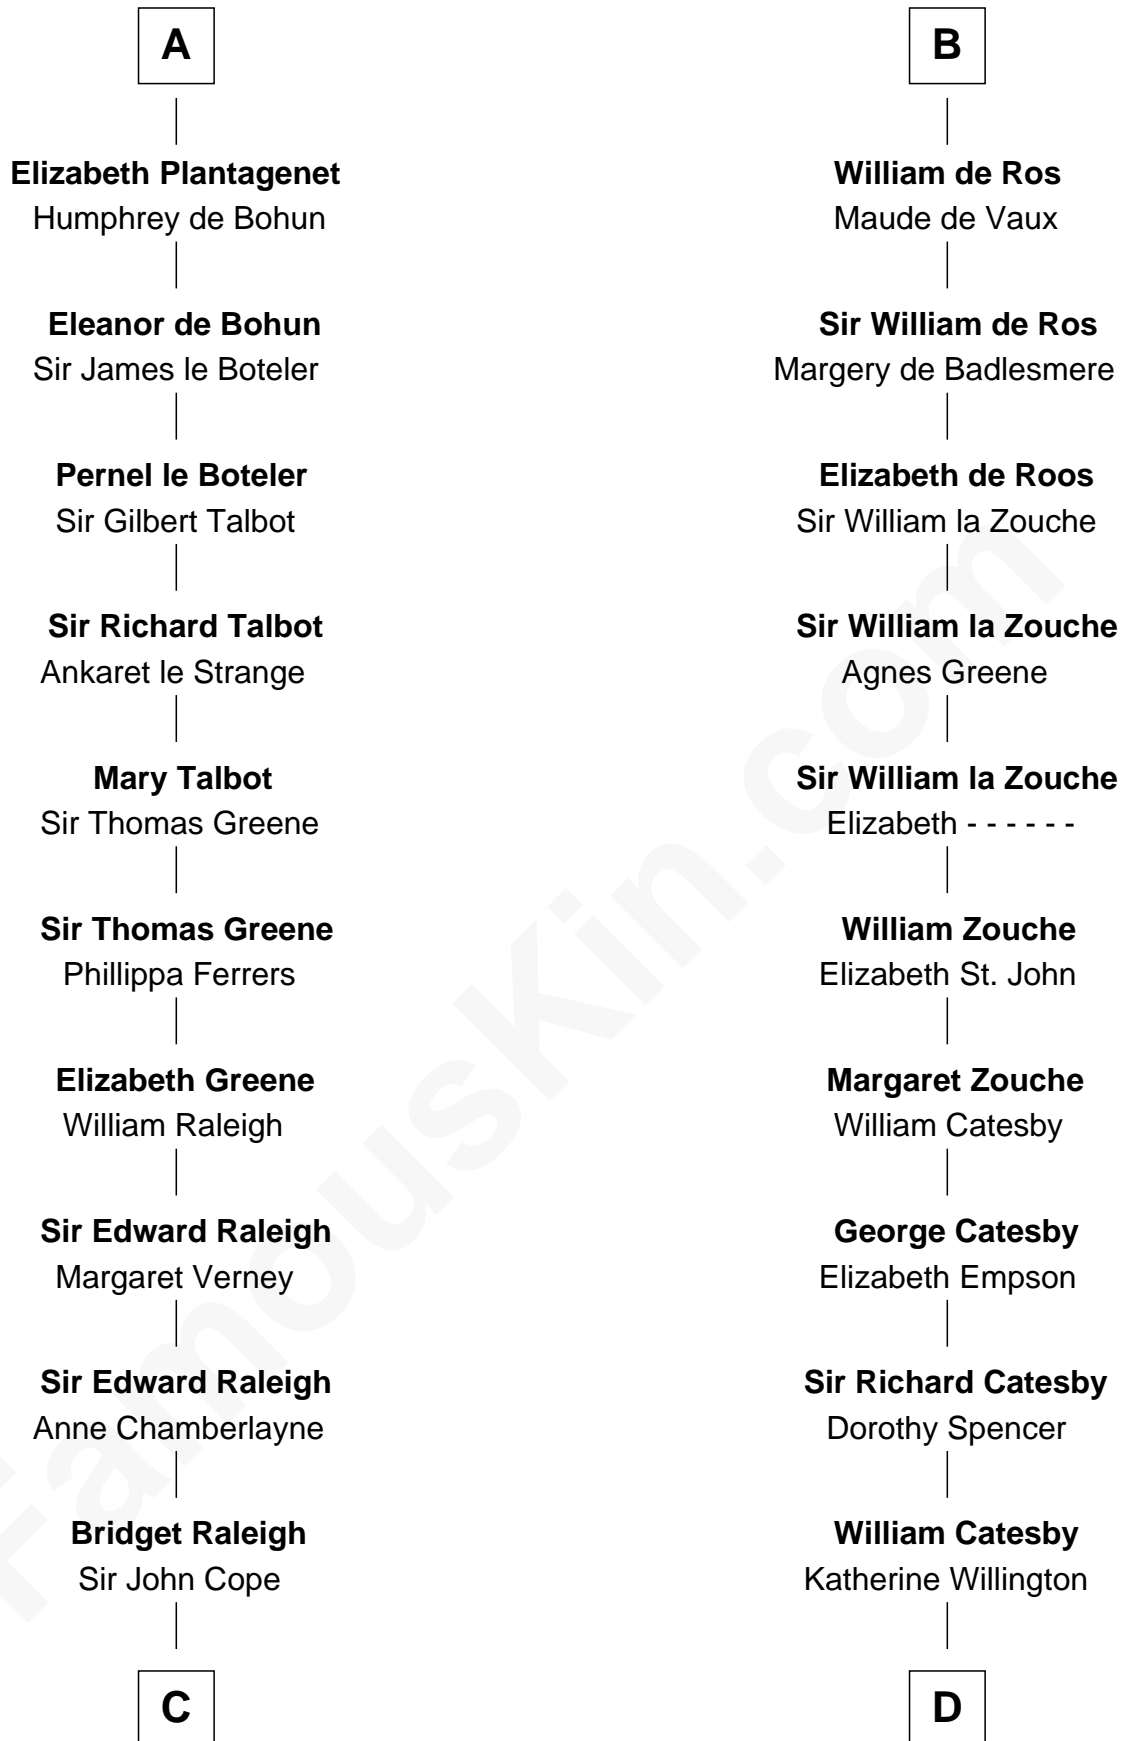 A
Elizabeth Plantagenet
Humphrey de Bohun
Eleanor de Bohun
Sir James le Boteler
Pernel le Boteler
Sir Gilbert Talbot
Sir Richard Talbot
Ankaret le Strange
Mary Talbot
Sir Thomas Greene
Sir Thomas Greene
Phillippa Ferrers
Elizabeth Greene
William Raleigh
Sir Edward Raleigh
Margaret Verney
Sir Edward Raleigh
Anne Chamberlayne
Bridget Raleigh
Sir John Cope
C
B
William de Ros
Maude de Vaux
Sir William de Ros
Margery de Badlesmere
Elizabeth de Roos
Sir William la Zouche
Sir William la Zouche
Agnes Greene
Sir William la Zouche
Elizabeth - - - - - -
William Zouche
Elizabeth St. John
Margaret Zouche
William Catesby
George Catesby
Elizabeth Empson
Sir Richard Catesby
Dorothy Spencer
William Catesby
Katherine Willington
D
FamousKin.com